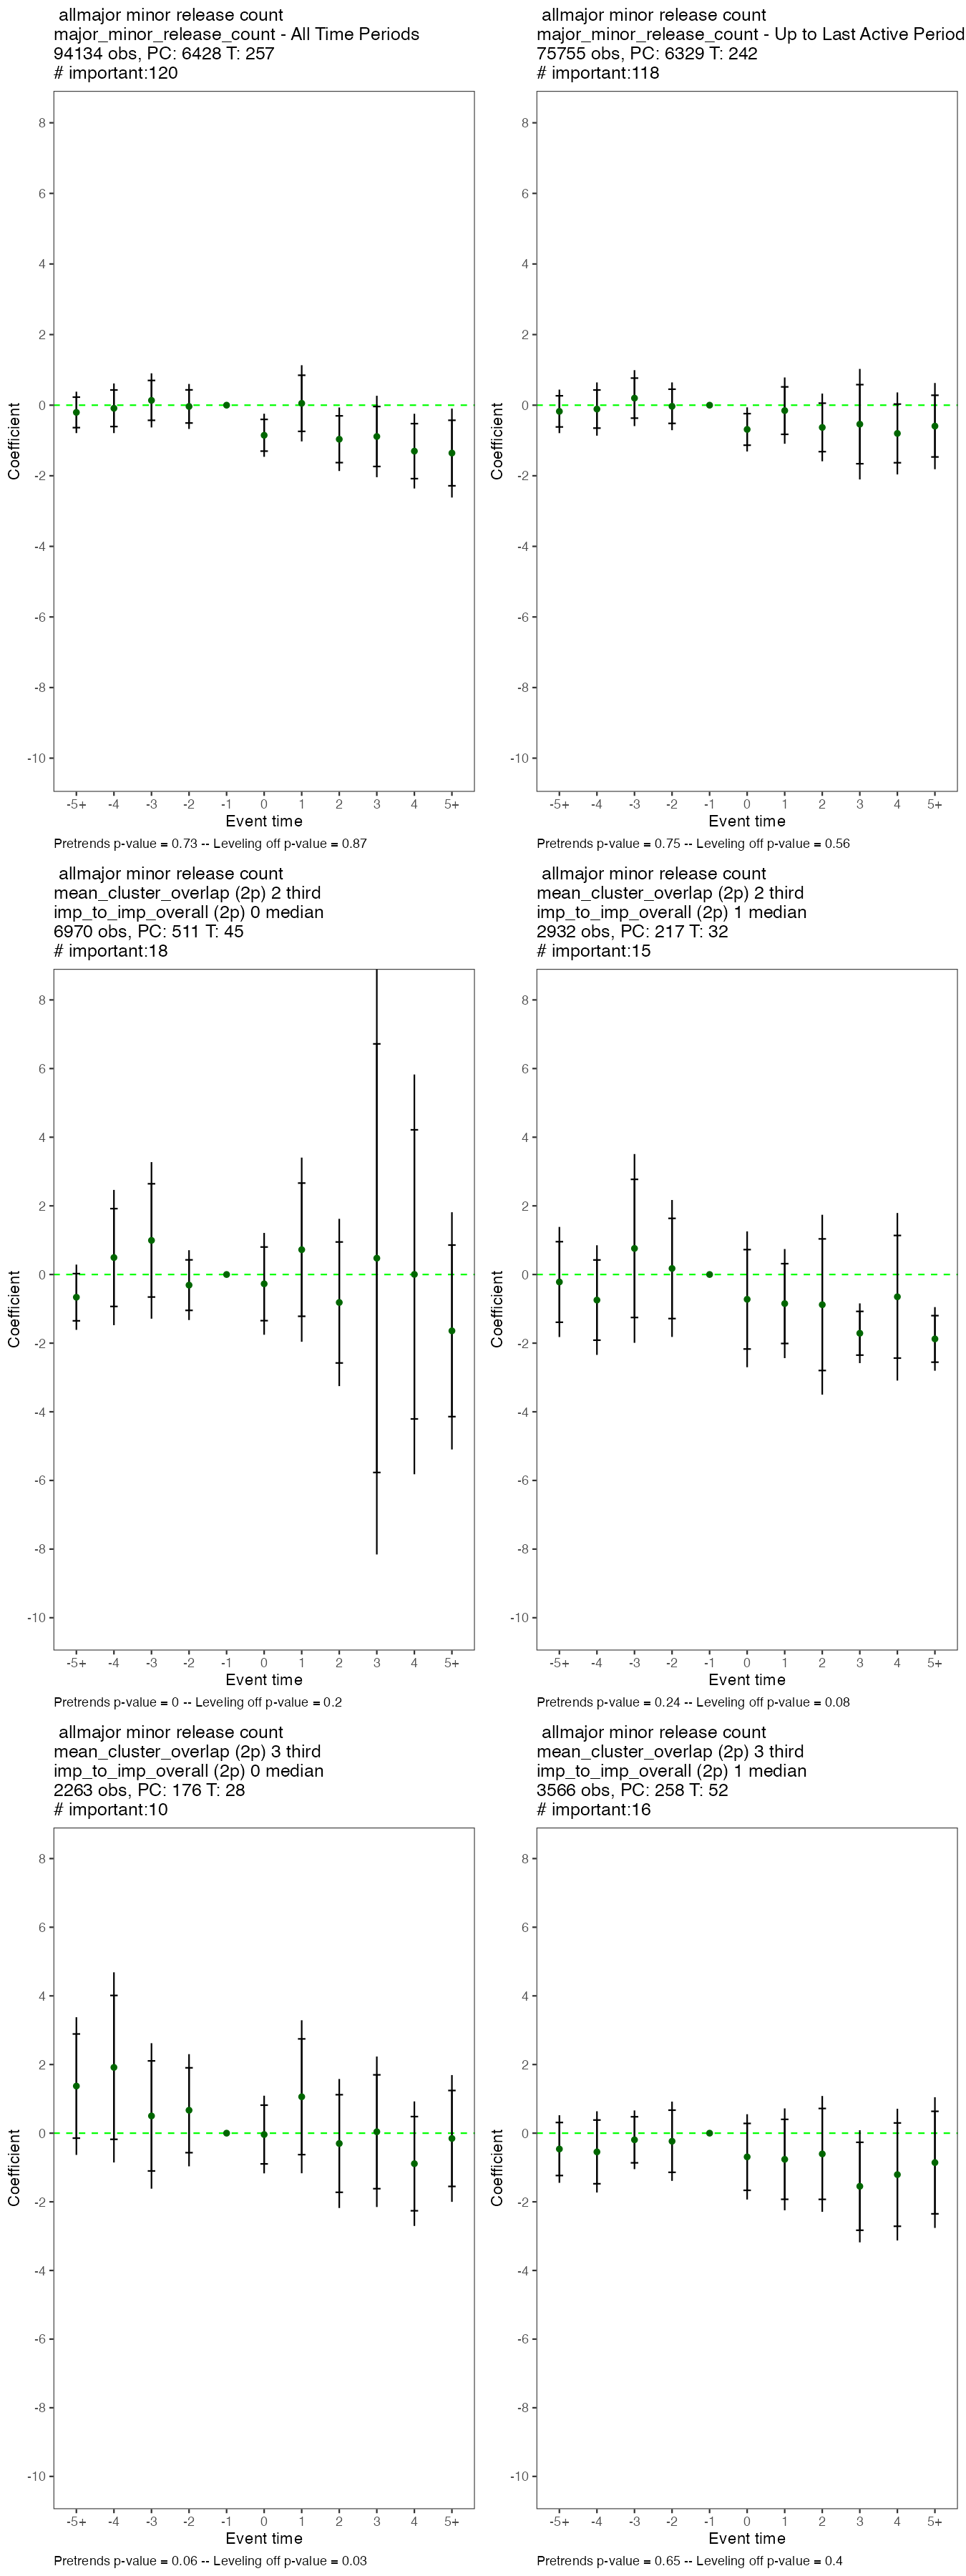 allmajor minor release count
major_minor_release_count - All Time Periods
94134 obs, PC: 6428 T: 257
# important:120
8
6
4
2
0
-2
-4
-6
-8
-10
Coefficient
-5+ -4 -3 -2 -1 0 1 2 3 4 5+
Event time
Pretrends p-value = 0.73 -- Leveling off p-value = 0.87
allmajor minor release count
major_minor_release_count - Up to Last Active Period
75755 obs, PC: 6329 T: 242
# important:118
8
6
4
2
0
-2
-4
-6
-8
-10
Coefficient
-5+ -4 -3 -2 -1 0 1 2 3 4 5+
Event time
Pretrends p-value = 0.75 -- Leveling off p-value = 0.56
allmajor minor release count
mean_cluster_overlap (2p) 2 third
imp_to_imp_overall (2p) 0 median
6970 obs, PC: 511 T: 45
# important:18
8
6
4
2
0
-2
-4
-6
-8
-10
Coefficient
-5+ -4 -3 -2 -1 0 1 2 3 4 5+
Event time
Pretrends p-value = 0 -- Leveling off p-value = 0.2
allmajor minor release count
mean_cluster_overlap (2p) 2 third
imp_to_imp_overall (2p) 1 median
2932 obs, PC: 217 T: 32
# important:15
8
6
4
2
0
-2
-4
-6
-8
-10
Coefficient
-5+ -4 -3 -2 -1 0 1 2 3 4 5+
Event time
Pretrends p-value = 0.24 -- Leveling off p-value = 0.08
allmajor minor release count
mean_cluster_overlap (2p) 3 third
imp_to_imp_overall (2p) 0 median
2263 obs, PC: 176 T: 28
# important:10
8
6
4
2
0
-2
-4
-6
-8
-10
Coefficient
-5+ -4 -3 -2 -1 0 1 2 3 4 5+
Event time
Pretrends p-value = 0.06 -- Leveling off p-value = 0.03
allmajor minor release count
mean_cluster_overlap (2p) 3 third
imp_to_imp_overall (2p) 1 median
3566 obs, PC: 258 T: 52
# important:16
8
6
4
2
0
-2
-4
-6
-8
-10
Coefficient
-5+ -4 -3 -2 -1 0 1 2 3 4 5+
Event time
Pretrends p-value = 0.65 -- Leveling off p-value = 0.4